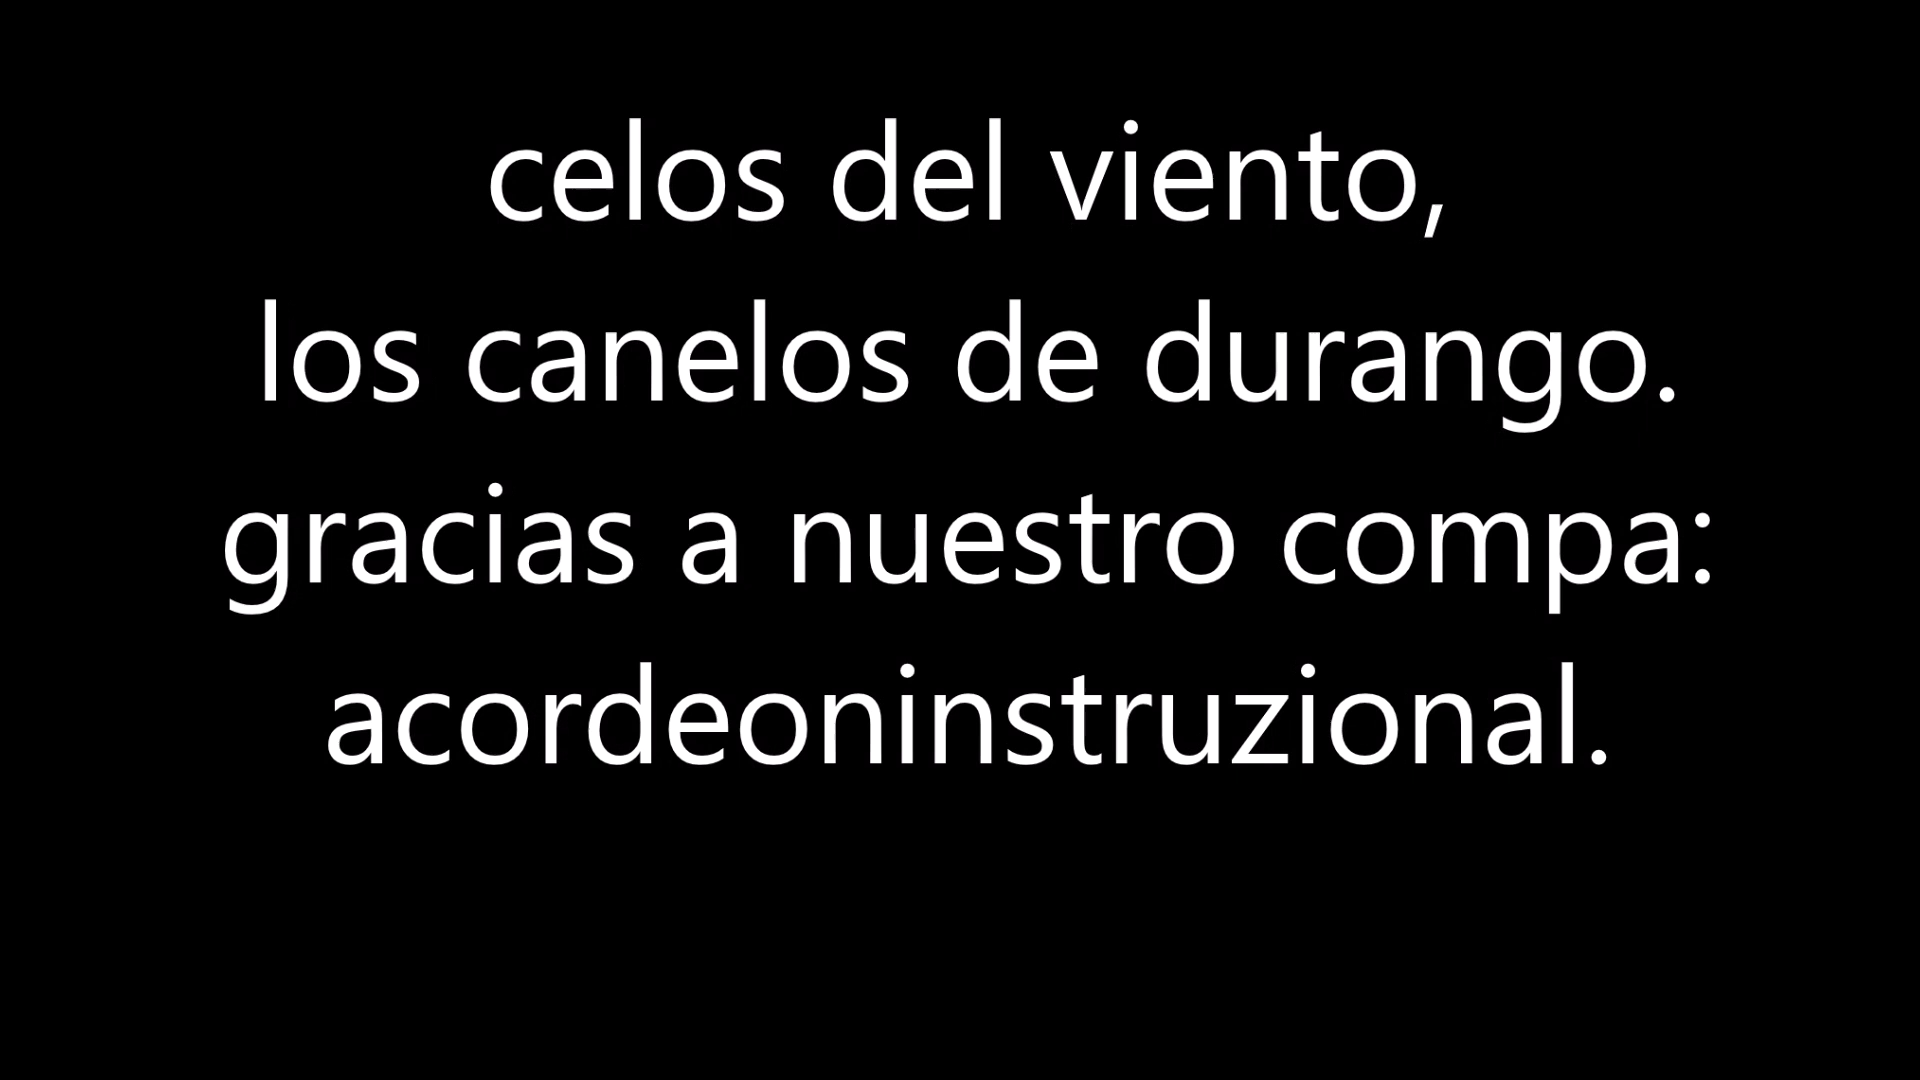 celos del viento,
los canelos de durango.
gracias a nuestro compa:
acordeoninstruzional.